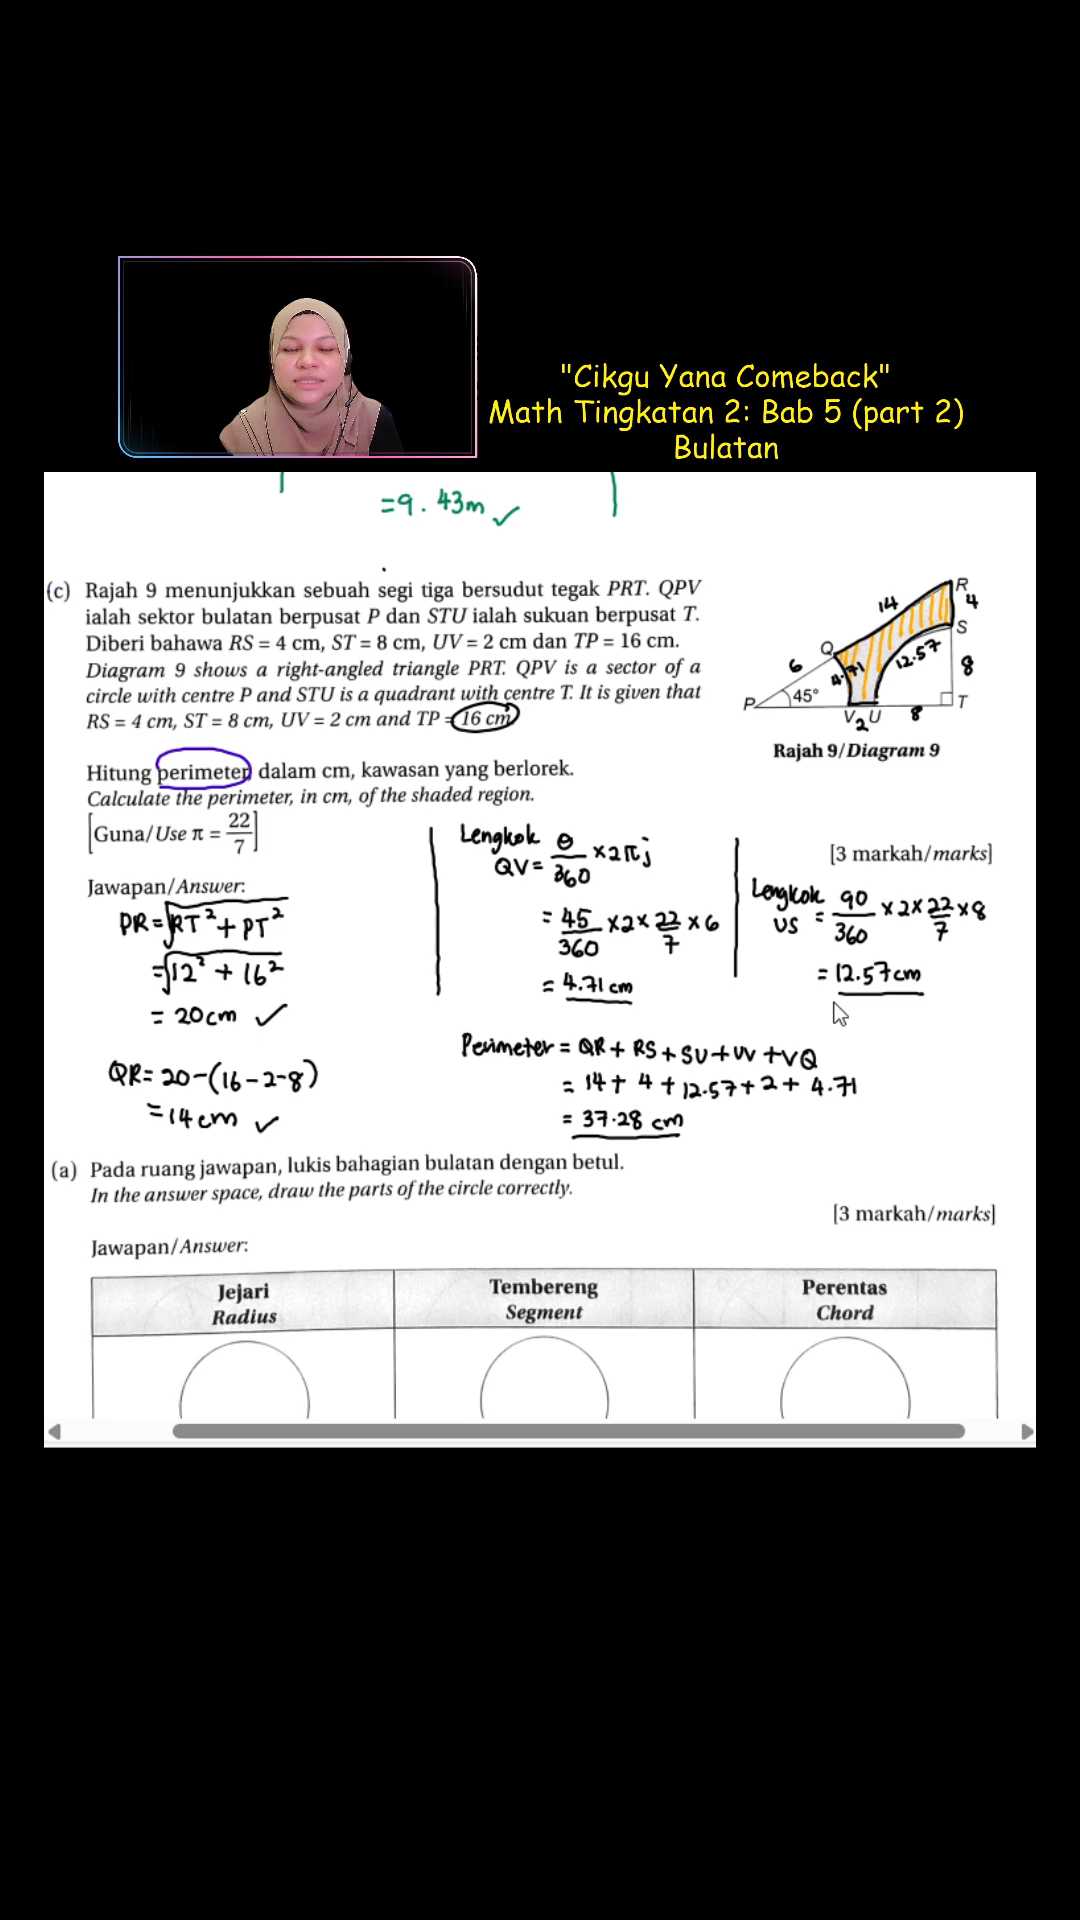 "Cikgu Yana Comeback"
Math Tingkatan 2: Bab 5 (part 2)
Bulatan
=9.43m ✓
(c) Rajah 9 menunjukkan sebuah segi tiga bersudut tegak PRT. QPV
ialah sektor bulatan berpusat P dan STU ialah sukuan berpusat T.
Diberi bahawa RS = 4 cm, ST = 8 cm, UV = 2 cm dan TP = 16 cm.
Diagram 9 shows a right-angled triangle PRT. QPV is a sector of a
circle with centre P and STU is a quadrant with centre T. It is given that
RS = 4 cm, ST = 8 cm, UV = 2 cm and TP = 16 cm
R
14
4
S
Q
12.57
6
4.71
8
P
45°
T
V
2
U
8
Rajah 9/Diagram 9
Hitung perimeter, dalam cm, kawasan yang berlorek.
Calculate the perimeter, in cm, of the shaded region.
[Guna/Use π = 22/7]
[3 markah/marks]
Jawapan/Answer:
PR = √RT² + PT²
= √12² + 16²
= 20cm ✓
QR = 20-(16-2-8)
= 14cm ✓
Lengkok QV = θ/360 × 2πj
= 45/360 × 2 × 22/7 × 6
= 4.71 cm
Lengkok US = 90/360 × 2 × 22/7 × 8
= 12.57cm
Perimeter = QR + RS + SU + UV + VQ
= 14 + 4 + 12.57 + 2 + 4.71
= 37.28 cm
(a) Pada ruang jawapan, lukis bahagian bulatan dengan betul.
In the answer space, draw the parts of the circle correctly.
[3 markah/marks]
Jawapan/Answer:
Jejari
Radius
Tembereng
Segment
Perentas
Chord